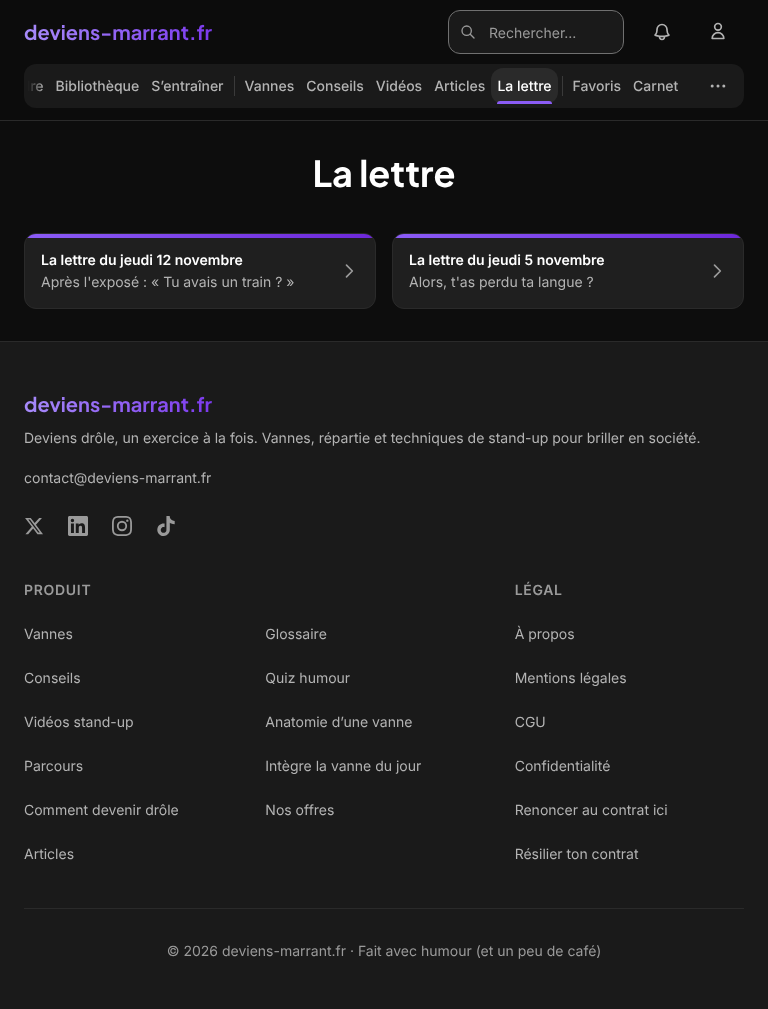 deviens-marrant.fr
Rechercher...
re Bibliothèque S’entraîner Vannes Conseils Vidéos Articles La lettre Favoris Carnet
La lettre
La lettre du jeudi 12 novembre
Après l'exposé : « Tu avais un train ? »
La lettre du jeudi 5 novembre
Alors, t'as perdu ta langue ?
deviens-marrant.fr
Deviens drôle, un exercice à la fois. Vannes, répartie et techniques de stand-up pour briller en société.
contact@deviens-marrant.fr
PRODUIT
Vannes
Conseils
Vidéos stand-up
Parcours
Comment devenir drôle
Articles
Glossaire
Quiz humour
Anatomie d’une vanne
Intègre la vanne du jour
Nos offres
LÉGAL
À propos
Mentions légales
CGU
Confidentialité
Renoncer au contrat ici
Résilier ton contrat
© 2026 deviens-marrant.fr · Fait avec humour (et un peu de café)